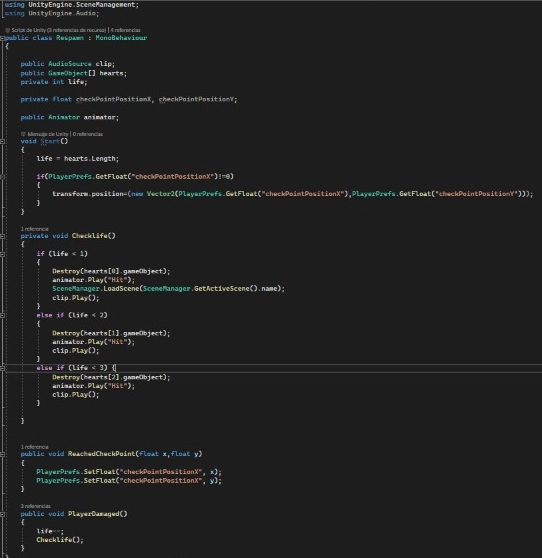 using UnityEngine.SceneManagement;
using UnityEngine.Audio;
Script de Unity (3 referencias de recurso) | 4 referencias
public class Respawn : MonoBehaviour
{
public AudioSource clip;
public GameObject[] hearts;
private int life;
private float checkPointPositionX, checkPointPositionY;
public Animator animator;
Mensaje de Unity | 0 referencias
void Start()
{
life = hearts.Length;
if(PlayerPrefs.GetFloat("checkPointPositionX")!=0)
{
transform.position=(new Vector2(PlayerPrefs.GetFloat("checkPointPositionX"),PlayerPrefs.GetFloat("checkPointPositionY")));
}
}
1 referencia
private void Checklife()
{
if (life < 1)
{
Destroy(hearts[0].gameObject);
animator.Play("Hit");
SceneManager.LoadScene(SceneManager.GetActiveScene().name);
clip.Play();
}
else if (life < 2)
{
Destroy(hearts[1].gameObject);
animator.Play("Hit");
clip.Play();
}
else if (life < 3) {
Destroy(hearts[2].gameObject);
animator.Play("Hit");
clip.Play();
}
}
1 referencia
public void ReachedCheckPoint(float x,float y)
{
PlayerPrefs.SetFloat("checkPointPositionX", x);
PlayerPrefs.SetFloat("checkPointPositionX", y);
}
3 referencias
public void PlayerDamaged()
{
life--;
Checklife();
}
}